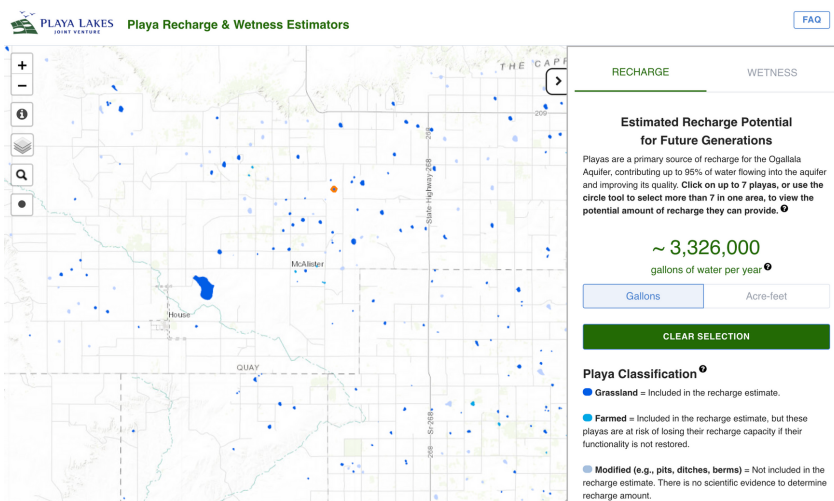 PLAYA LAKES
JOINT VENTURE
Playa Recharge & Wetness Estimators
FAQ
+
−
THE CAP
209
268
State Highway 268
McAlister
House
QUAY
Sr 268
268
RECHARGE
WETNESS
Estimated Recharge Potential
for Future Generations
Playas are a primary source of recharge for the Ogallala
Aquifer, contributing up to 95% of water flowing into the aquifer
and improving its quality. Click on up to 7 playas, or use the
circle tool to select more than 7 in one area, to view the
potential amount of recharge they can provide. ?
~ 3,326,000
gallons of water per year ?
Gallons
Acre-feet
CLEAR SELECTION
Playa Classification ?
Grassland = Included in the recharge estimate.
Farmed = Included in the recharge estimate, but these
playas are at risk of losing their recharge capacity if their
functionality is not restored.
Modified (e.g., pits, ditches, berms) = Not included in the
recharge estimate. There is no scientific evidence to determine
recharge amount.